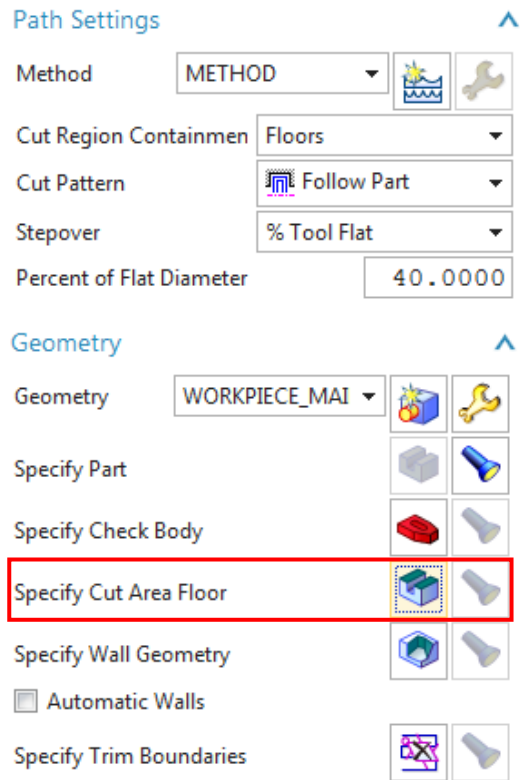 Path Settings
Method METHOD
Cut Region Containmen Floors
Cut Pattern Follow Part
Stepover % Tool Flat
Percent of Flat Diameter 40.0000
Geometry
Geometry WORKPIECE_MAI
Specify Part
Specify Check Body
Specify Cut Area Floor
Specify Wall Geometry
Automatic Walls
Specify Trim Boundaries